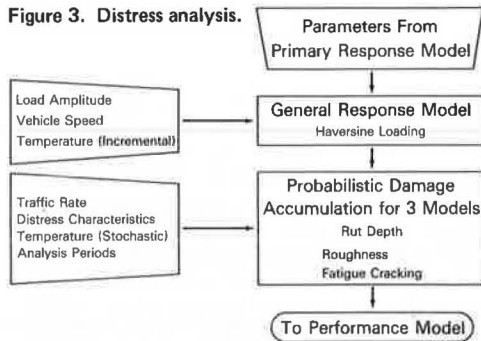 Figure 3. Distress analysis.
Parameters From
Primary Response Model
Load Amplitude
Vehicle Speed
Temperature (Incremental)
General Response Model
Haversine Loading
Traffic Rate
Distress Characteristics
Temperature (Stochastic)
Analysis Periods
Probabilistic Damage
Accumulation for 3 Models
Rut Depth
Roughness
Fatigue Cracking
To Performance Model